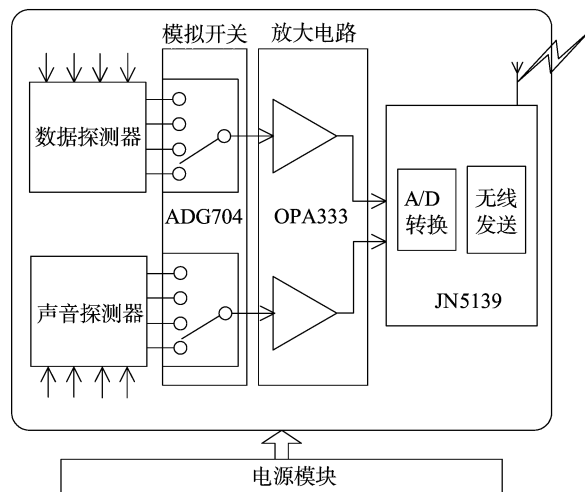 模拟开关
放大电路
数据探测器
ADG704
OPA333
A/D
转换
无线
发送
声音探测器
JN5139
电源模块